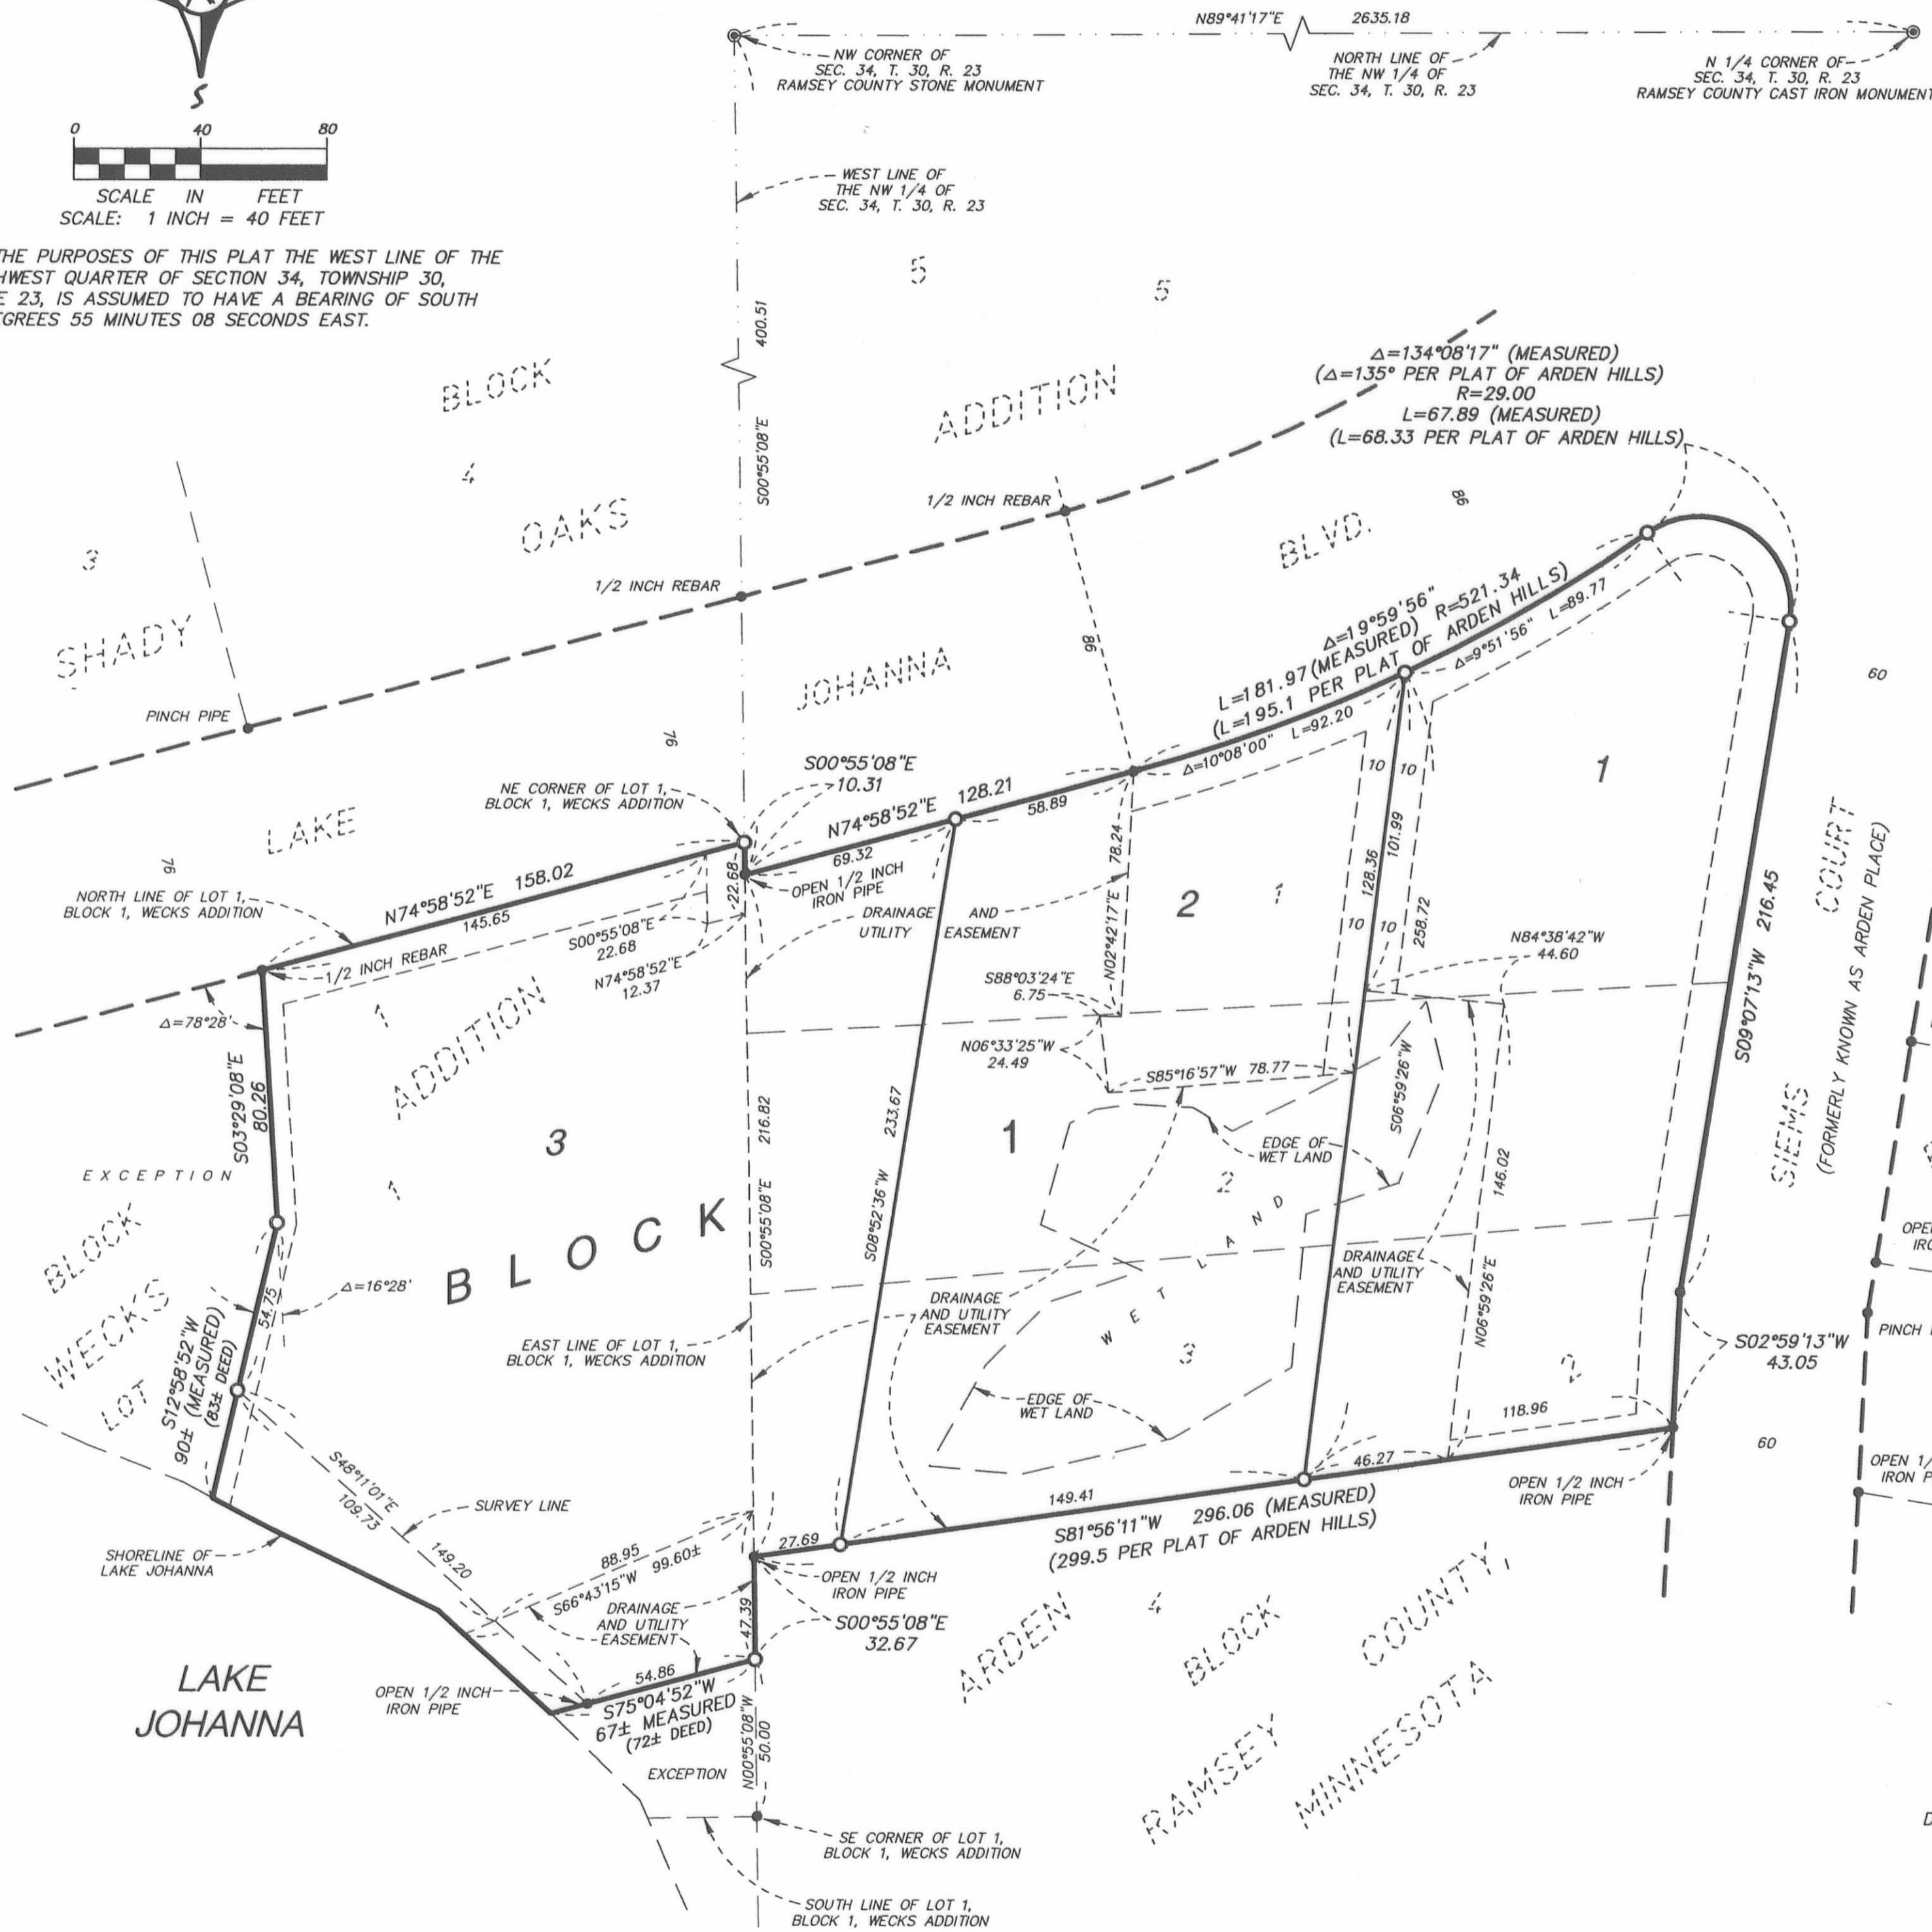 S
0 40 80
SCALE IN FEET
SCALE: 1 INCH = 40 FEET
THE PURPOSES OF THIS PLAT THE WEST LINE OF THE
HWEST QUARTER OF SECTION 34, TOWNSHIP 30,
E 23, IS ASSUMED TO HAVE A BEARING OF SOUTH
EGREES 55 MINUTES 08 SECONDS EAST.
N89°41'17"E 2635.18
NW CORNER OF
SEC. 34, T. 30, R. 23
RAMSEY COUNTY STONE MONUMENT
NORTH LINE OF
THE NW 1/4 OF
SEC. 34, T. 30, R. 23
N 1/4 CORNER OF
SEC. 34, T. 30, R. 23
RAMSEY COUNTY CAST IRON MONUMENT
WEST LINE OF
THE NW 1/4 OF
SEC. 34, T. 30, R. 23
5
5
400.51
S00°55'08"E
BLOCK
4
ADDITION
OAKS
3
SHADY
Δ=134°08'17" (MEASURED)
(Δ=135° PER PLAT OF ARDEN HILLS)
R=29.00
L=67.89 (MEASURED)
(L=68.33 PER PLAT OF ARDEN HILLS)
1/2 INCH REBAR
86
BLVD.
1/2 INCH REBAR
86
Δ=19°59'56"
L=181.97(MEASURED) R=521.34
(L=195.1 PER PLAT OF ARDEN HILLS)
Δ=9°51'56" L=89.77
Δ=10°08'00" L=92.20
60
JOHANNA
PINCH PIPE
76
S00°55'08"E
10.31
NE CORNER OF LOT 1,
BLOCK 1, WECKS ADDITION
N74°58'52"E 128.21
69.32
58.89
LAKE
76
NORTH LINE OF LOT 1,
BLOCK 1, WECKS ADDITION
N74°58'52"E 158.02
145.65
22.68
OPEN 1/2 INCH
IRON PIPE
1/2 INCH REBAR
S00°55'08"E
22.68
N74°58'52"E
12.37
DRAINAGE AND
UTILITY EASEMENT
N02°42'17"E 78.24
2
1
10 10
128.36
101.99
10 10
258.72
1
N84°38'42"W
44.60
S88°03'24"E
6.75
N06°33'25"W
24.49
S85°16'57"W 78.77
S06°59'26"W
S09°07'13"W 216.45
SIEMS COURT
(FORMERLY KNOWN AS ARDEN PLACE)
Δ=78°28'
1
ADDITION
S03°29'08"E
80.26
3
1
216.82
S00°55'08"E
233.67
S08°52'36"W
1
EDGE OF
WET LAND
2
WET LAND
146.02
N06°59'26"E
EXCEPTION
BLOCK
WECKS
LOT
BLOCK
Δ=16°28'
54.75
S12°58'52"W
90± (MEASURED)
(83± DEED)
DRAINAGE
AND UTILITY
EASEMENT
DRAINAGE
AND UTILITY
EASEMENT
EAST LINE OF LOT 1,
BLOCK 1, WECKS ADDITION
3
EDGE OF
WET LAND
2
S02°59'13"W
43.05
PINCH
118.96
46.27
60
OPEN 1/2 INCH
IRON PIPE
149.41
S81°56'11"W 296.06 (MEASURED)
(299.5 PER PLAT OF ARDEN HILLS)
S48°11'01"E
109.73
149.20
SURVEY LINE
SHORELINE OF
LAKE JOHANNA
88.95
S66°43'15"W 99.60±
27.69
OPEN 1/2 INCH
IRON PIPE
DRAINAGE
AND UTILITY
EASEMENT
47.39
S00°55'08"E
32.67
LAKE
JOHANNA
OPEN 1/2 INCH
IRON PIPE
54.86
S75°04'52"W
67± MEASURED
(72± DEED)
N00°55'08"W
50.00
EXCEPTION
ARDEN
4
BLOCK
COUNTY,
RAMSEY
MINNESOTA
SE CORNER OF LOT 1,
BLOCK 1, WECKS ADDITION
SOUTH LINE OF LOT 1,
BLOCK 1, WECKS ADDITION